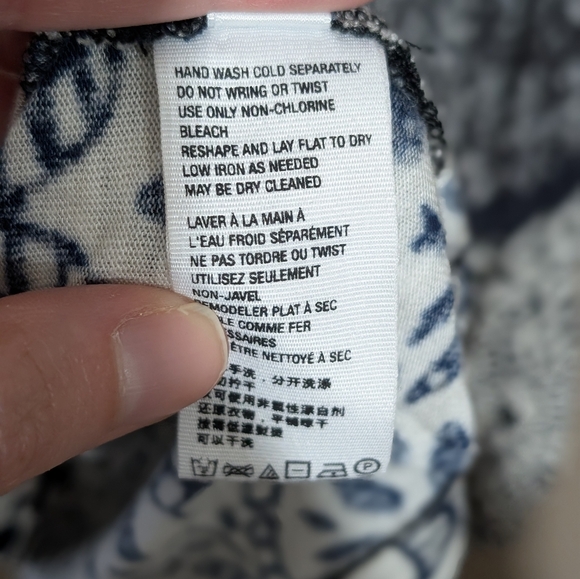 HAND WASH COLD SEPARATELY
DO NOT WRING OR TWIST
USE ONLY NON-CHLORINE
BLEACH
RESHAPE AND LAY FLAT TO DRY
LOW IRON AS NEEDED
MAY BE DRY CLEANED
LAVER À LA MAIN À
L'EAU FROID SÉPARÉMENT
NE PAS TORDRE OU TWIST
UTILISEZ SEULEMENT
NON-JAVEL
REMODELER PLAT À SEC
COMME FER
ÊTRE NETTOYÉ À SEC
手洗
拧干，分开洗涤
可使用非氯性漂白剂
还原衣物，平铺晾干
按需低温熨烫
可以干洗
P